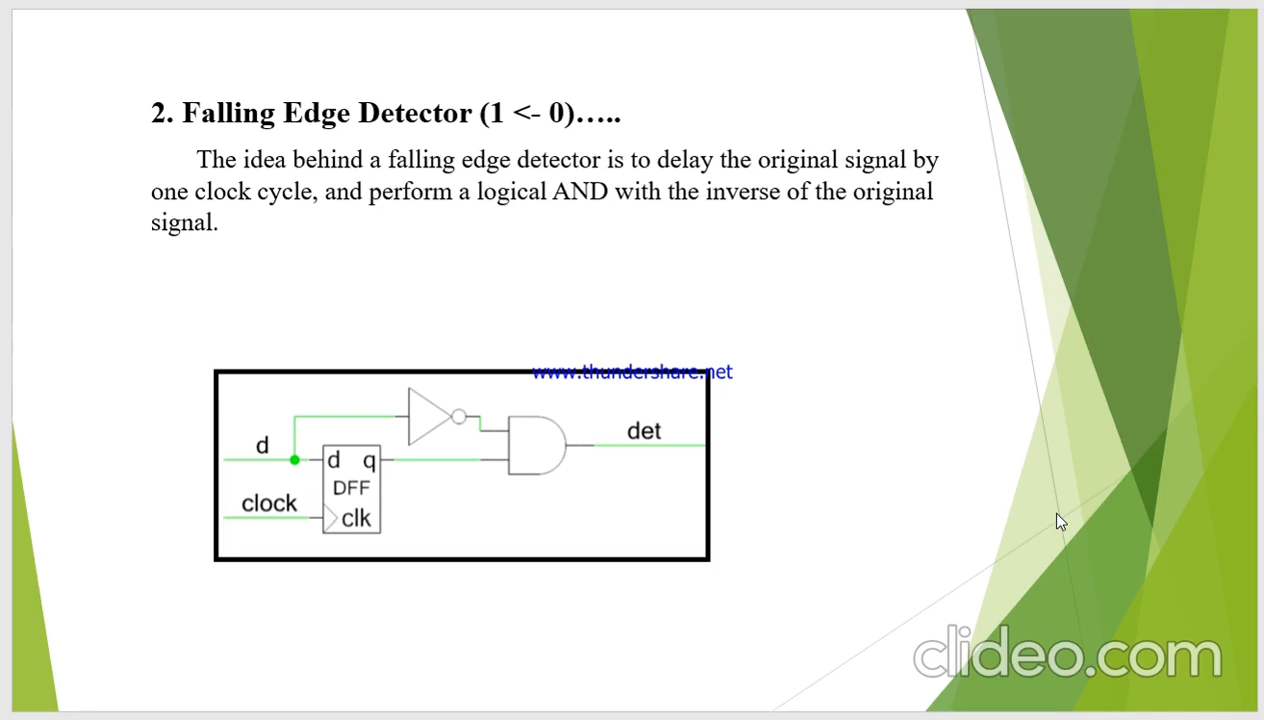 2. Falling Edge Detector (1 <- 0)…..
The idea behind a falling edge detector is to delay the original signal by
one clock cycle, and perform a logical AND with the inverse of the original
signal.
www.thundershare.net
d
det
d q
DFF
clock
clk
clideo.com